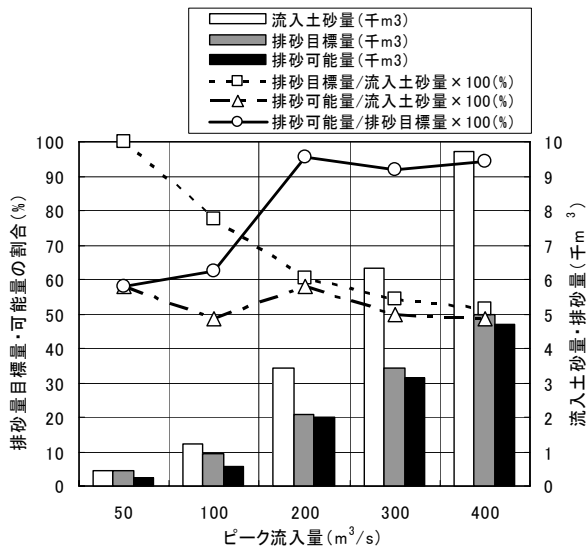 流入土砂量(千m3)
排砂目標量(千m3)
排砂可能量(千m3)
排砂目標量/流入土砂量×100(%)
排砂可能量/流入土砂量×100(%)
排砂可能量/排砂目標量×100(%)
排砂量目標量・可能量の割合(%)
100
90
80
70
60
50
40
30
20
10
0
10
9
8
7
6
5
4
3
2
1
0
流入土砂量・排砂量(千m³)
50 100 200 300 400
ピーク流入量(m³/s)